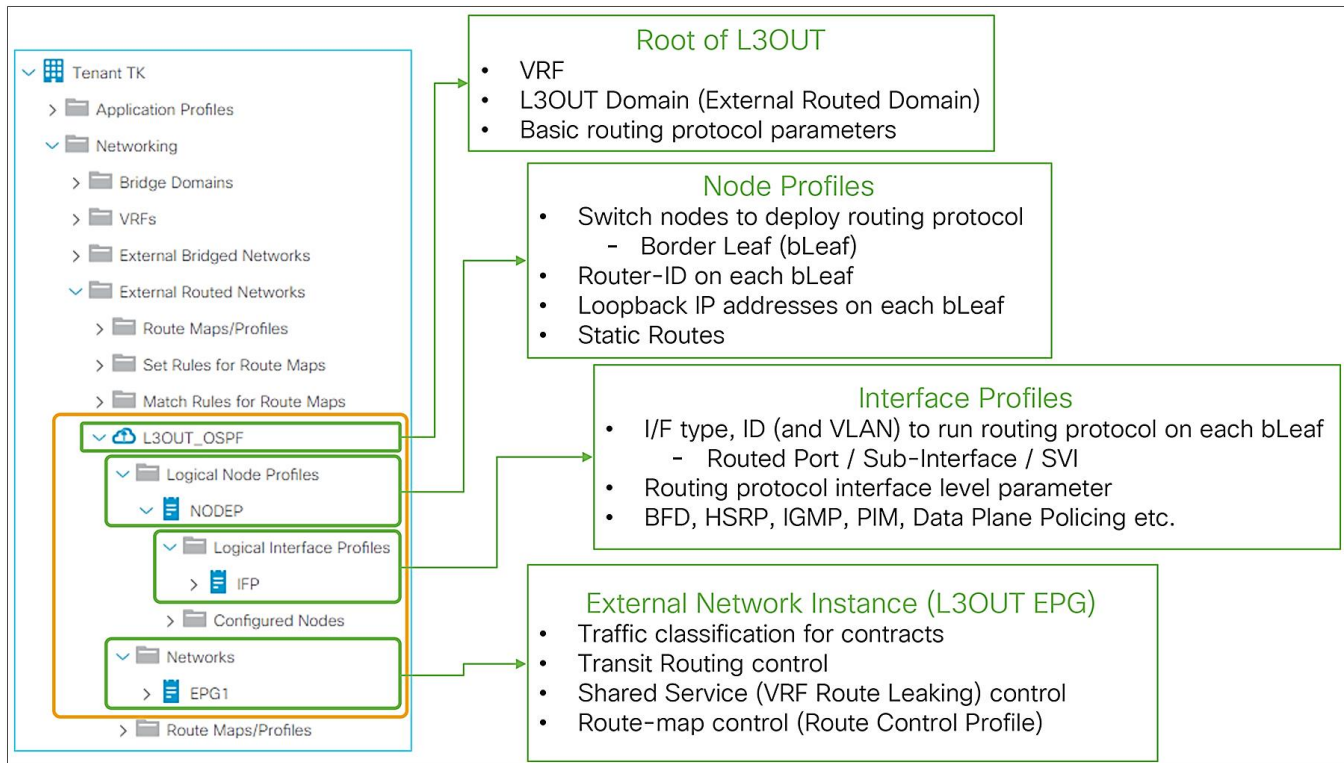 Tenant TK
Application Profiles
Networking
Bridge Domains
VRFs
External Bridged Networks
External Routed Networks
Route Maps/Profiles
Set Rules for Route Maps
Match Rules for Route Maps
L3OUT_OSPF
Logical Node Profiles
NODEP
Logical Interface Profiles
IFP
Configured Nodes
Networks
EPG1
Route Maps/Profiles
Root of L3OUT
• VRF
• L3OUT Domain (External Routed Domain)
• Basic routing protocol parameters
Node Profiles
• Switch nodes to deploy routing protocol
- Border Leaf (bLeaf)
• Router-ID on each bLeaf
• Loopback IP addresses on each bLeaf
• Static Routes
Interface Profiles
• I/F type, ID (and VLAN) to run routing protocol on each bLeaf
- Routed Port / Sub-Interface / SVI
• Routing protocol interface level parameter
• BFD, HSRP, IGMP, PIM, Data Plane Policing etc.
External Network Instance (L3OUT EPG)
• Traffic classification for contracts
• Transit Routing control
• Shared Service (VRF Route Leaking) control
• Route-map control (Route Control Profile)